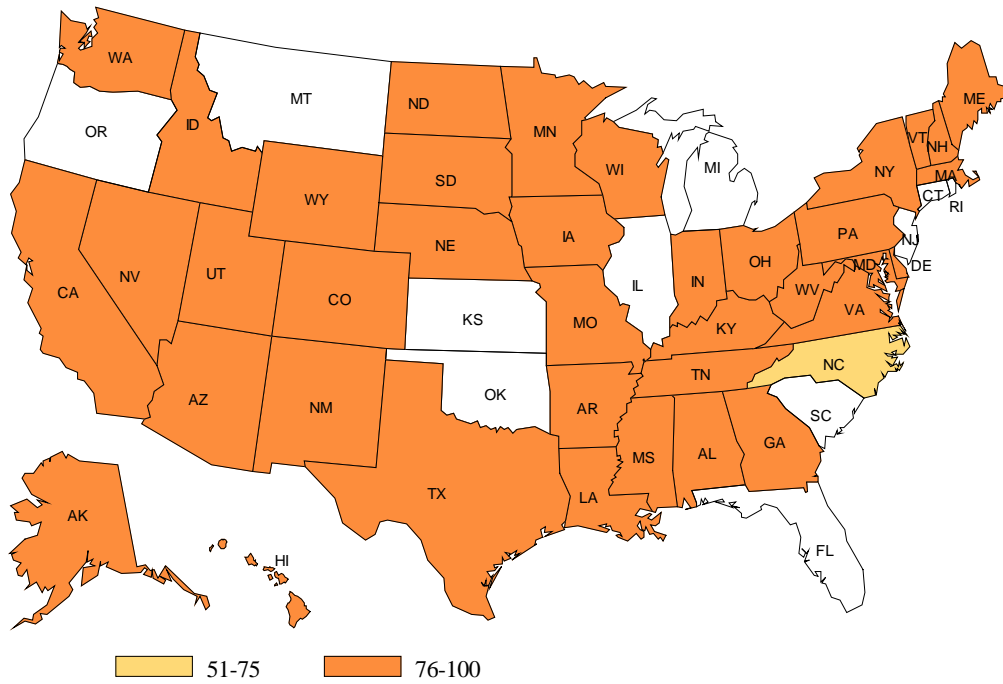 WA
MT
ND
MN
ME
OR
ID
VT
NH
WI
MI
NY
MA
SD
WY
CT
RI
IA
PA
NJ
NE
NV
UT
OH
MD
DE
IL
IN
CA
CO
WV
KS
MO
VA
KY
NC
TN
OK
AZ
NM
AR
SC
GA
MS
AL
TX
LA
AK
FL
HI
51-75
76-100